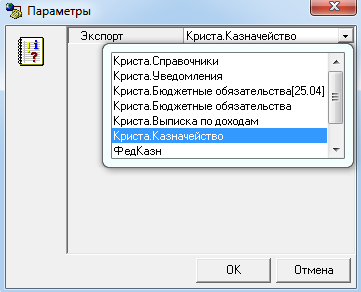 Параметры
Экспорт Криста.Казначейство
Криста.Справочники
Криста.Уведомления
Криста.Бюджетные обязательства[25.04]
Криста.Бюджетные обязательства
Криста.Выписка по доходам
Криста.Казначейство
ФедКазн
OK Отмена